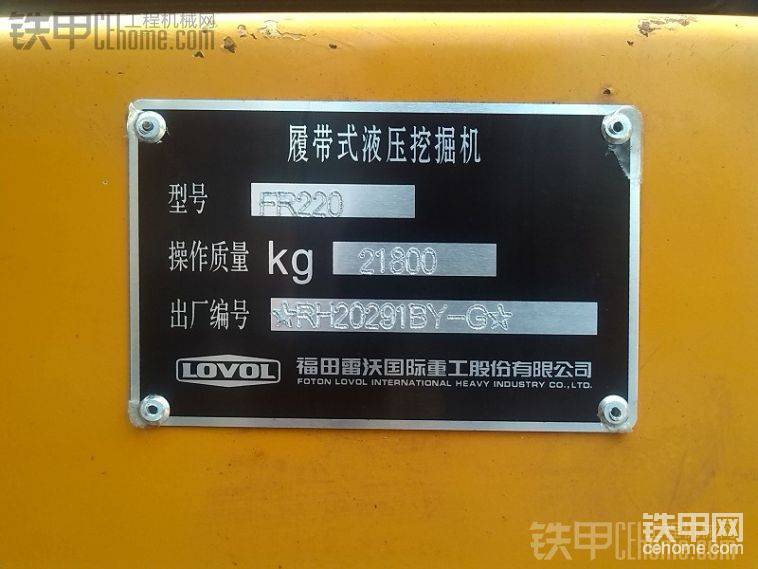 铁甲工程机械网
CEhome.com
履带式液压挖掘机
型号 FR220
操作质量 kg 21800
出厂编号 ☆RH20291BY-G☆
LOVOL 福田雷沃国际重工股份有限公司
FOTON LOVOL INTERNATIONAL HEAVY INDUSTRY CO.,LTD.
铁甲网
cehome.com